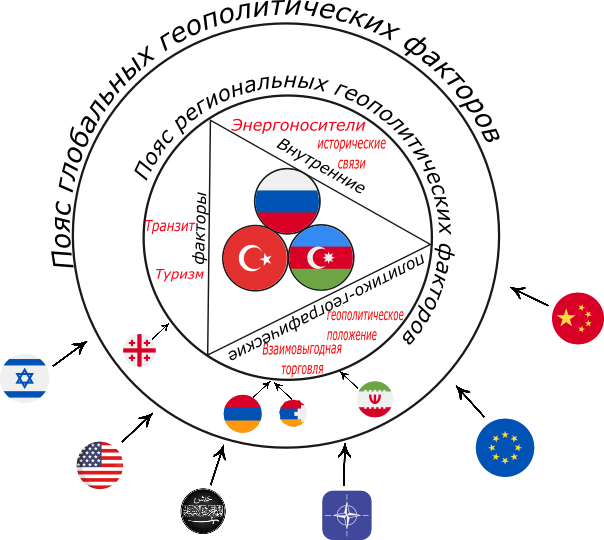 Пояс глобальных геополитических факторов
Пояс региональных геополитических факторов
Энергоносители
исторические
связи
Внутренние
политико-географические
факторы
Транзит
Туризм
Геополитическое
положение
Взаимовыгодная
торговля